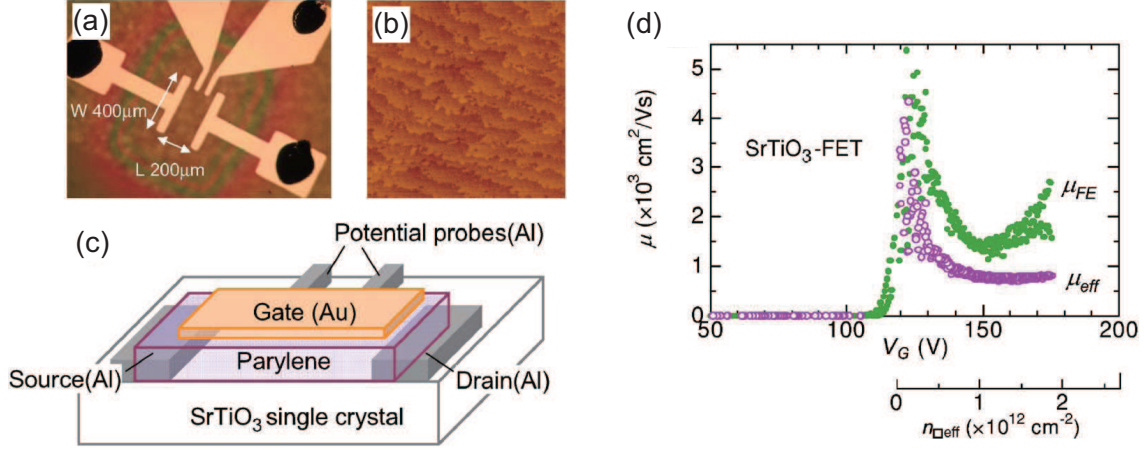 (a)
W 400μm
L 200μm
(b)
(c)
Potential probes(Al)
Gate (Au)
Parylene
Source(Al)
Drain(Al)
SrTiO₃ single crystal
(d)
μ (×10³ cm²/Vs)
5
4
3
2
1
0
SrTiO₃-FET
μFE
μeff
50 100 150 200
V_G (V)
0 1 2
n□eff (×10¹² cm⁻²)